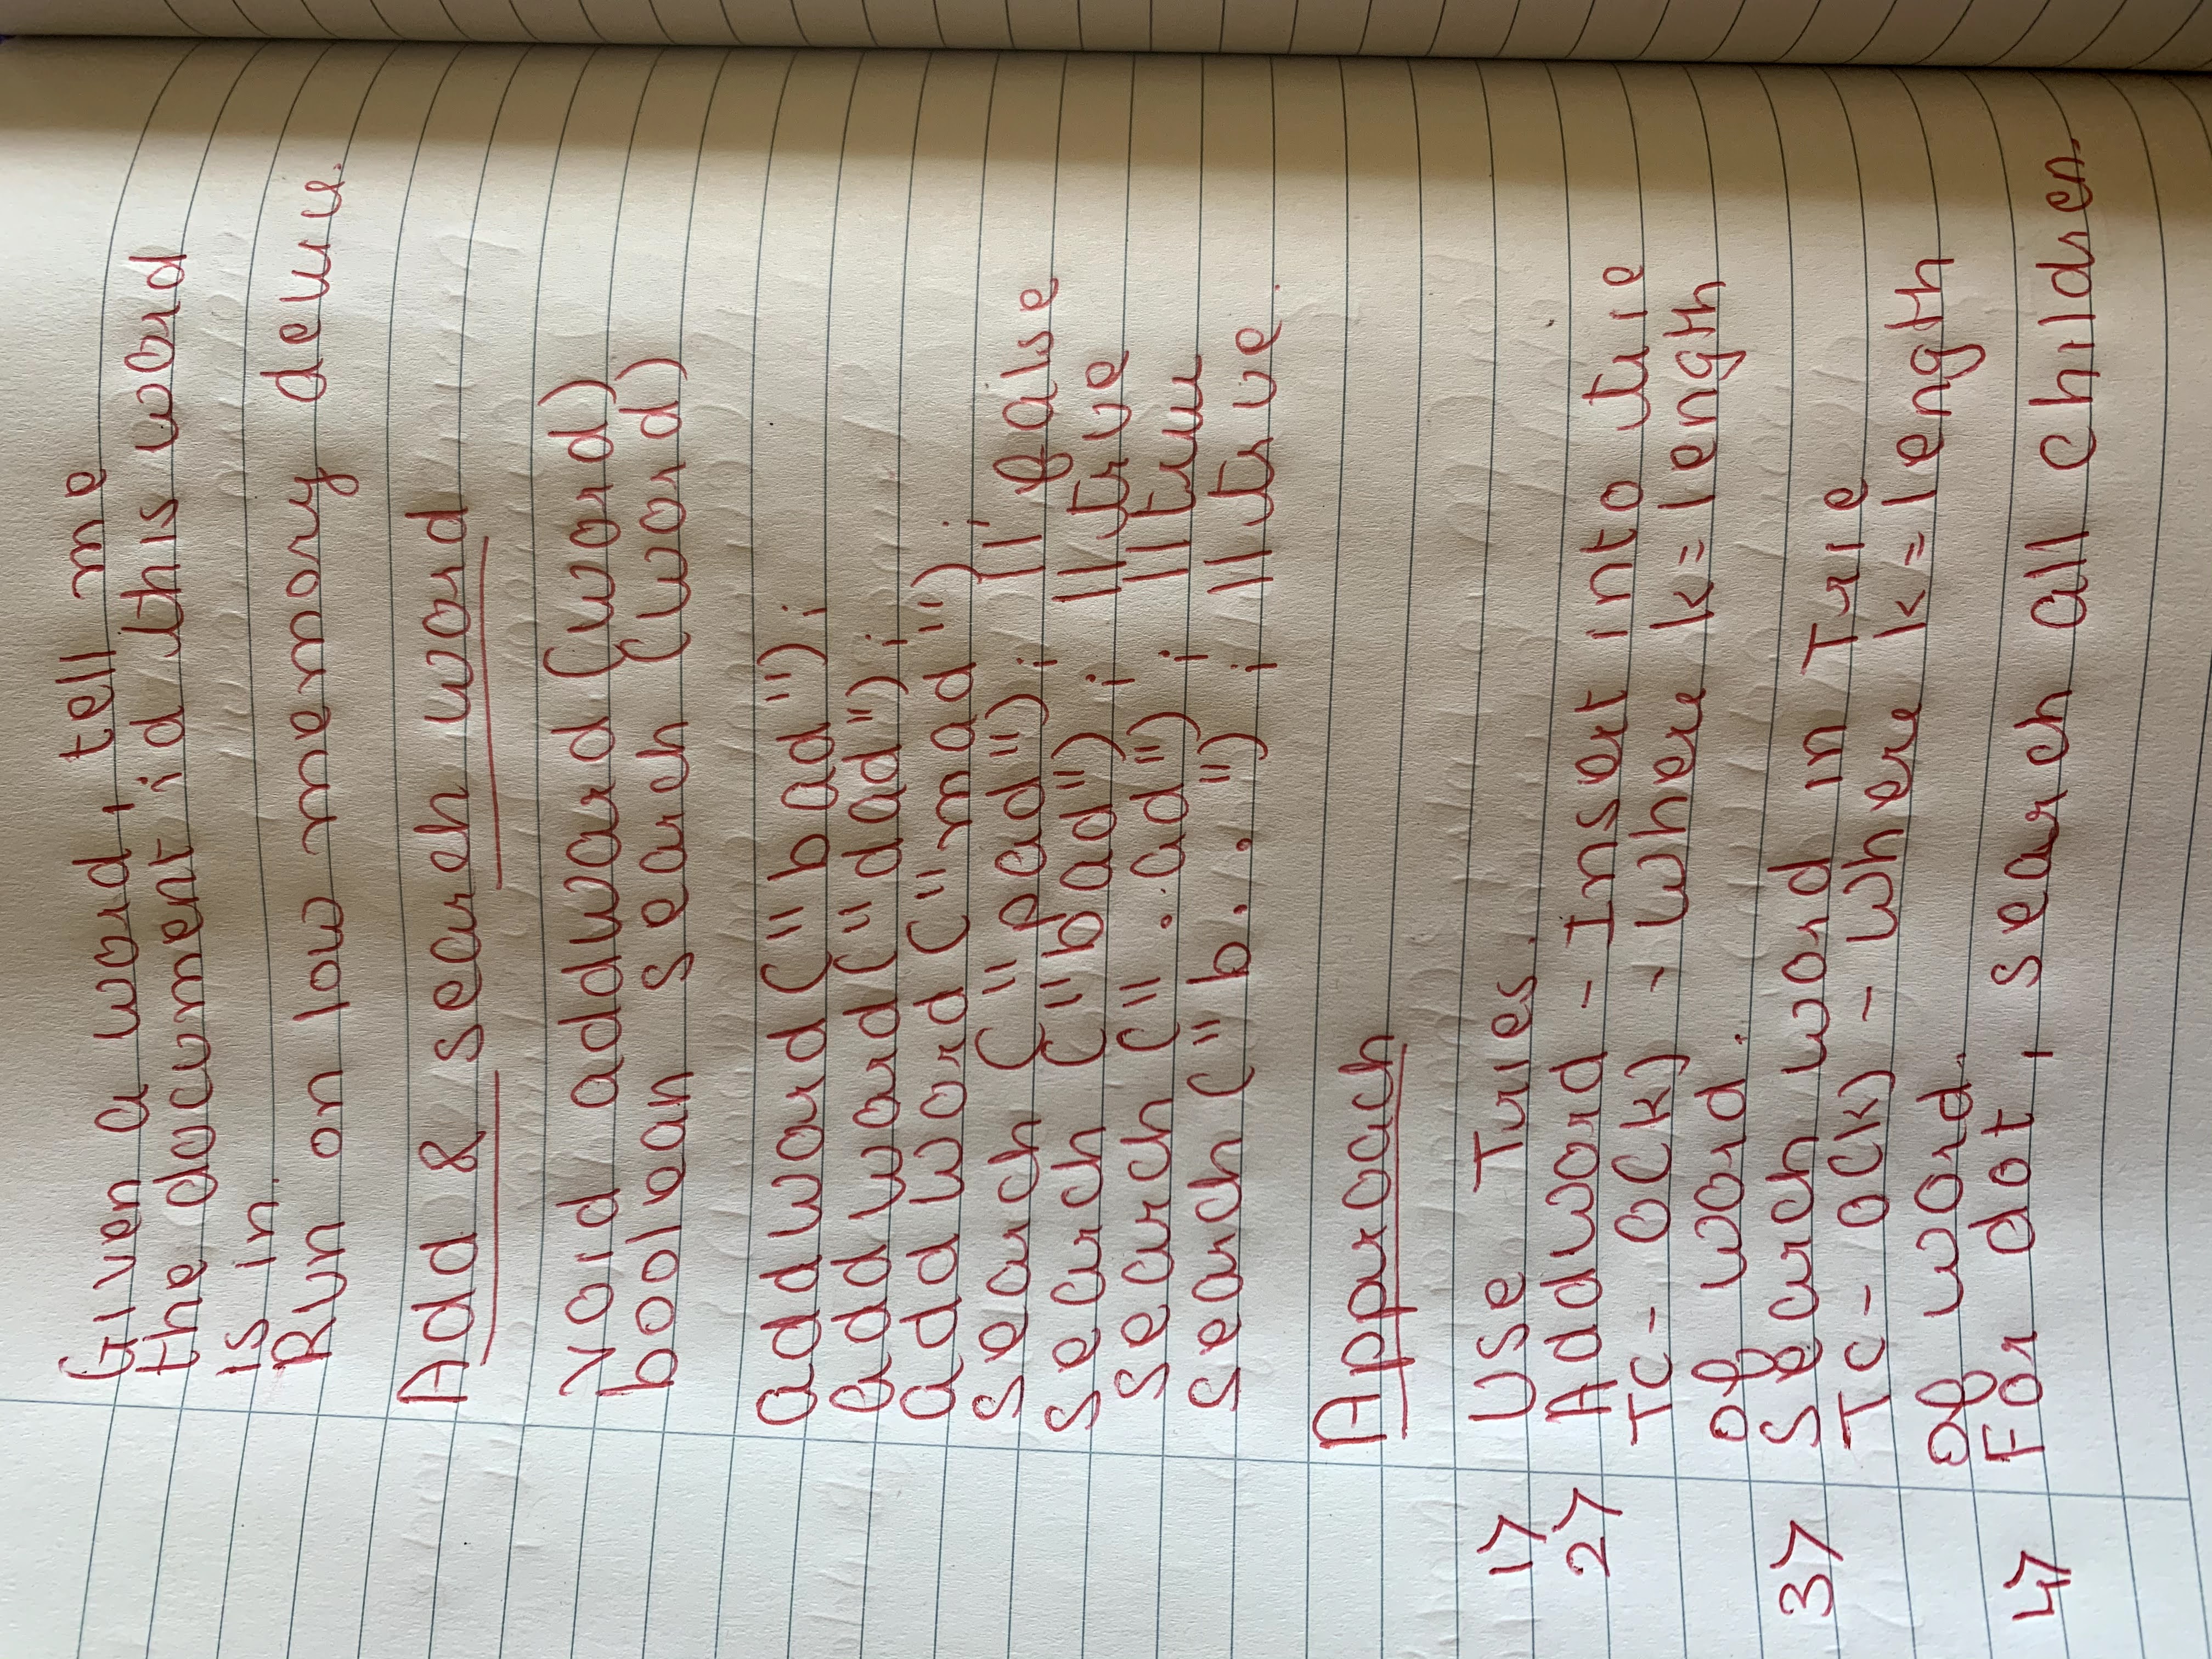 Given a word, tell me
the document id this word
is in.
Run on low memory device.
Add & search word
void addword (word)
boolean search (word)
addword("bad");
addword("dad");
addword("mad");
search ("pad"); // false
search ("bad"); // true
search (".ad"); // true
search ("b.."); // true.
Approach
1> Use Tries.
2> Addword - Insert into trie
TC - O(k) - where k = length
of word.
3> Search word in Trie
TC - O(k) - where k = length
of word.
4> For dot, search all children.